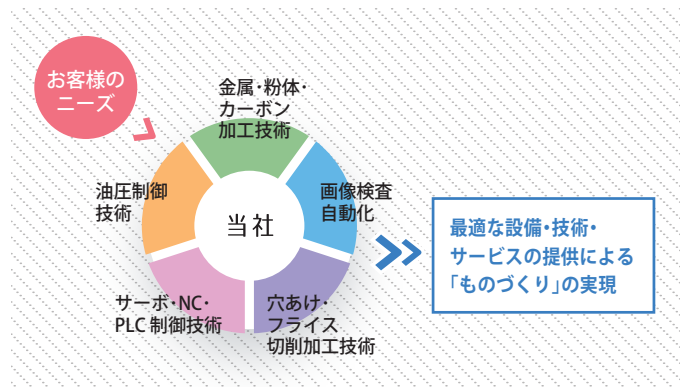 お客様の
ニーズ
金属・粉体・
カーボン
加工技術
油圧制御
技術
画像検査
自動化
当社
サーボ・NC・
PLC 制御技術
穴あけ・
フライス
切削加工技術
最適な設備・技術・
サービスの提供による
「ものづくり」の実現